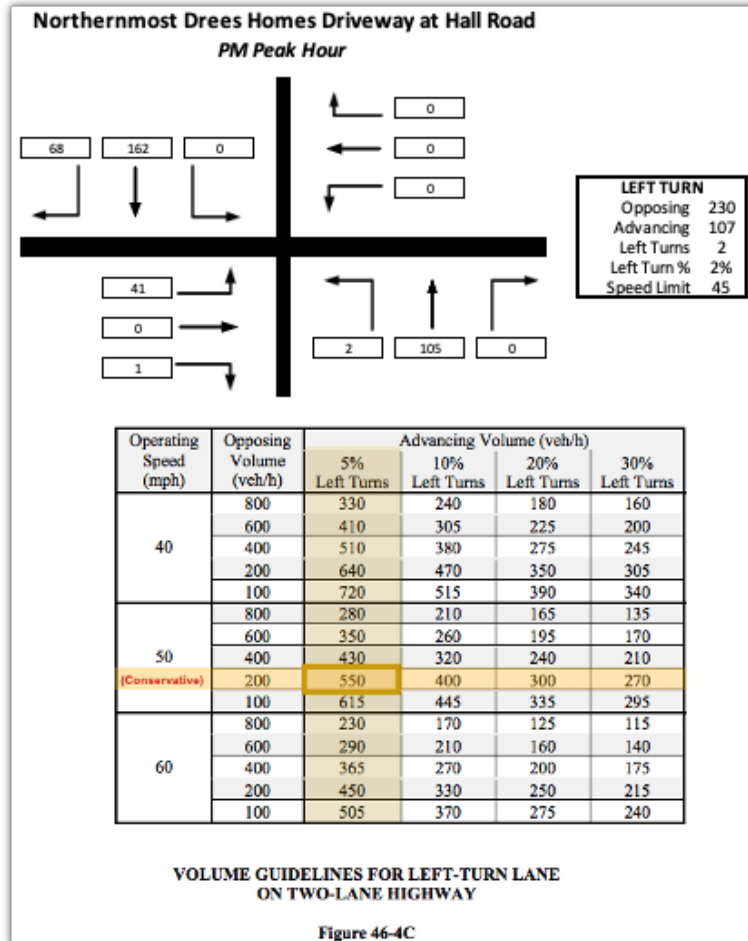 Northernmost Drees Homes Driveway at Hall Road
PM Peak Hour
0
68 162 0
0
0
LEFT TURN
Opposing 230
Advancing 107
Left Turns 2
Left Turn % 2%
Speed Limit 45
41
0
1
2 105 0
Operating Speed (mph) Opposing Volume (veh/h) Advancing Volume (veh/h)
5% Left Turns 10% Left Turns 20% Left Turns 30% Left Turns
40
800 330 240 180 160
600 410 305 225 200
400 510 380 275 245
200 640 470 350 305
100 720 515 390 340
50
(Conservative)
800 280 210 165 135
600 350 260 195 170
400 430 320 240 210
200 550 400 300 270
100 615 445 335 295
60
800 230 170 125 115
600 290 210 160 140
400 365 270 200 175
200 450 330 250 215
100 505 370 275 240
VOLUME GUIDELINES FOR LEFT-TURN LANE
ON TWO-LANE HIGHWAY
Figure 46-4C